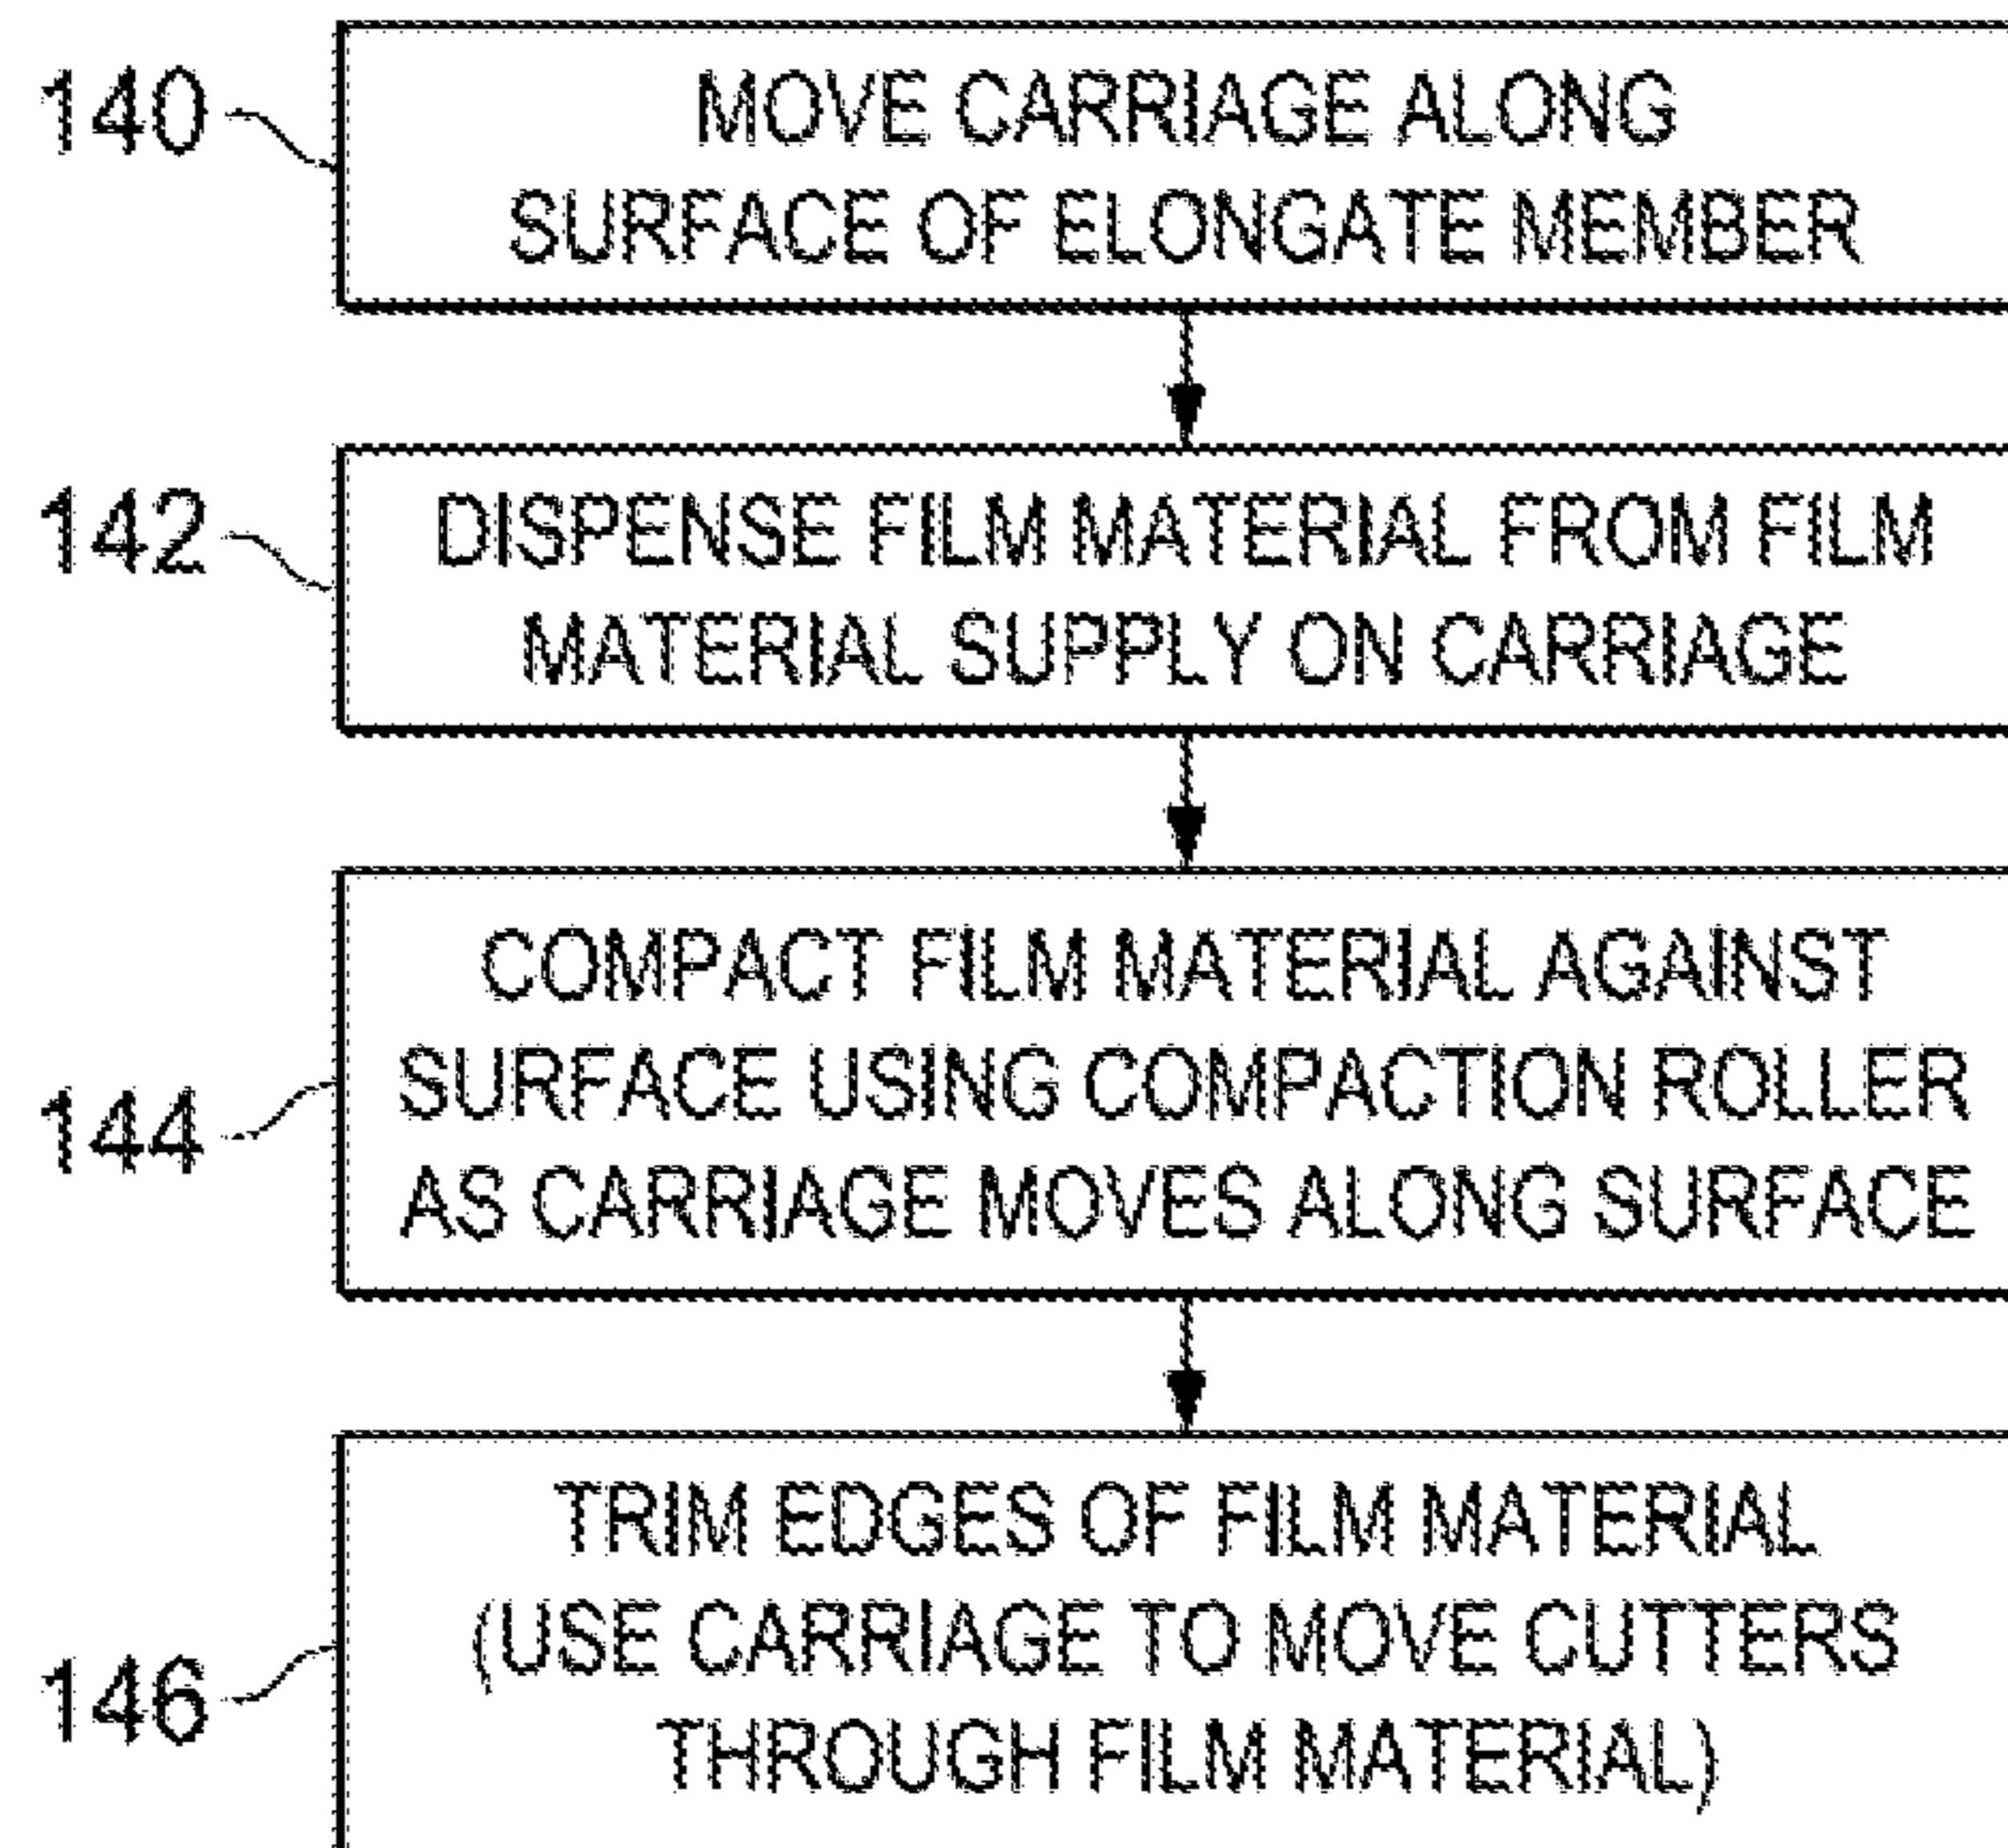 140
MOVE CARRIAGE ALONG
SURFACE OF ELONGATE MEMBER
142
DISPENSE FILM MATERIAL FROM FILM
MATERIAL SUPPLY ON CARRIAGE
COMPACT FILM MATERIAL AGAINST
144
SURFACE USING COMPACTION ROLLER
AS CARRIAGE MOVES ALONG SURFACE
TRIM EDGES OF FILM MATERIAL
146
(USE CARRIAGE TO MOVE CUTTERS
THROUGH FILM MATERIAL)